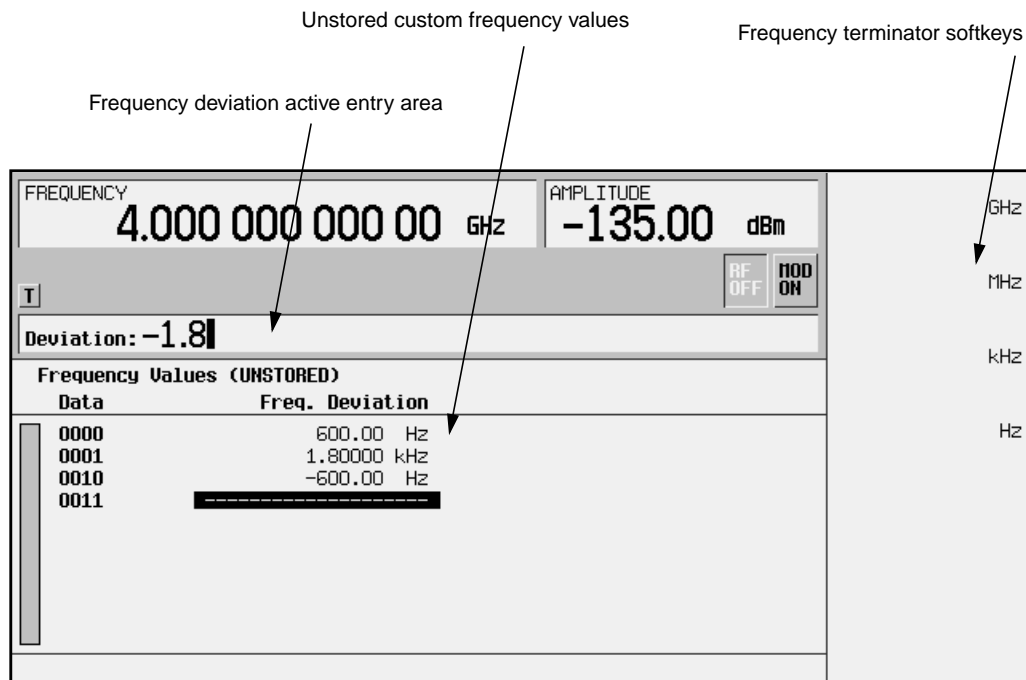 Unstored custom frequency values
Frequency terminator softkeys
Frequency deviation active entry area
FREQUENCY
4.000 000 000 00 GHz
AMPLITUDE
-135.00 dBm
RF OFF
MOD ON
T
Deviation: -1.8
Frequency Values (UNSTORED)
Data Freq. Deviation
0000 600.00 Hz
0001 1.80000 kHz
0010 -600.00 Hz
0011 --------------------
GHz
MHz
kHz
Hz